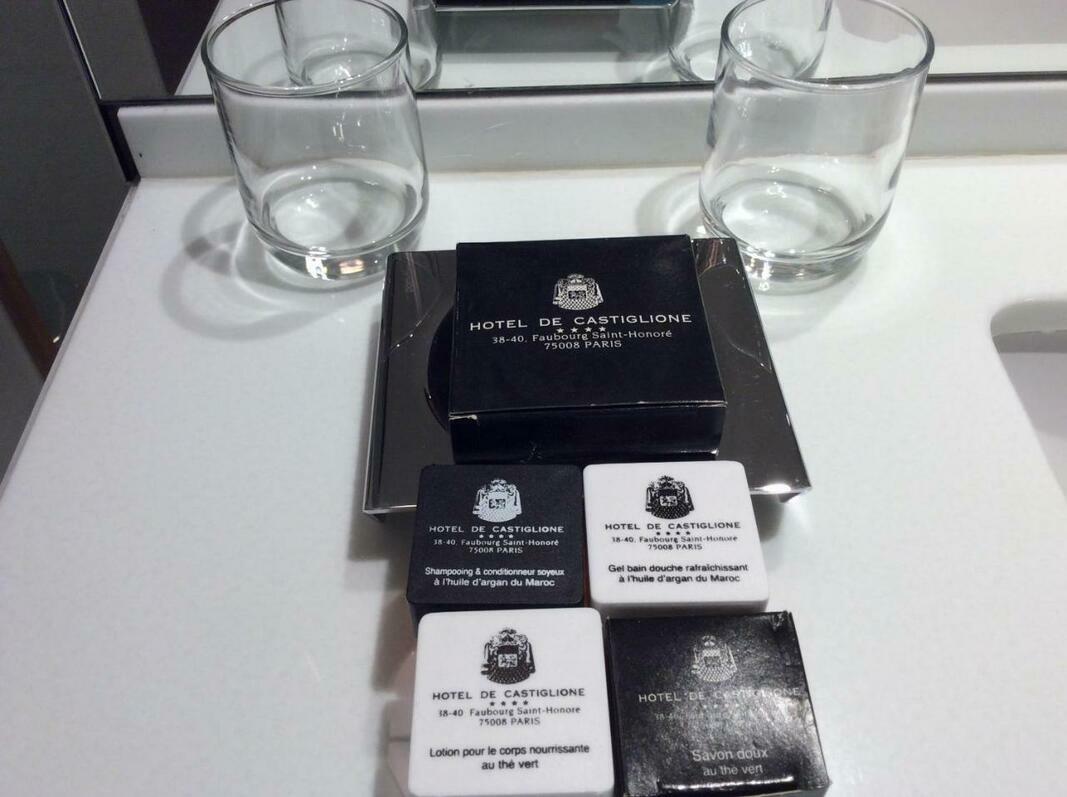 HOTEL DE CASTIGLIONE
★★★★
38-40, Faubourg Saint-Honoré
75008 PARIS
HOTEL DE CASTIGLIONE
★★★★
38-40, Faubourg Saint-Honoré
75008 PARIS
Shampooing & conditionneur soyeux
à l'huile d'argan du Maroc
HOTEL DE CASTIGLIONE
★★★★
38-40, Faubourg Saint-Honoré
75008 PARIS
Gel bain douche rafraîchissant
à l'huile d'argan du Maroc
HOTEL DE CASTIGLIONE
★★★★
38-40 Faubourg Saint-Honore
75008 PARIS
Lotion pour le corps nourrissante
au thé vert
HOTEL DE CASTIGLIONE
Savon doux
au thé vert